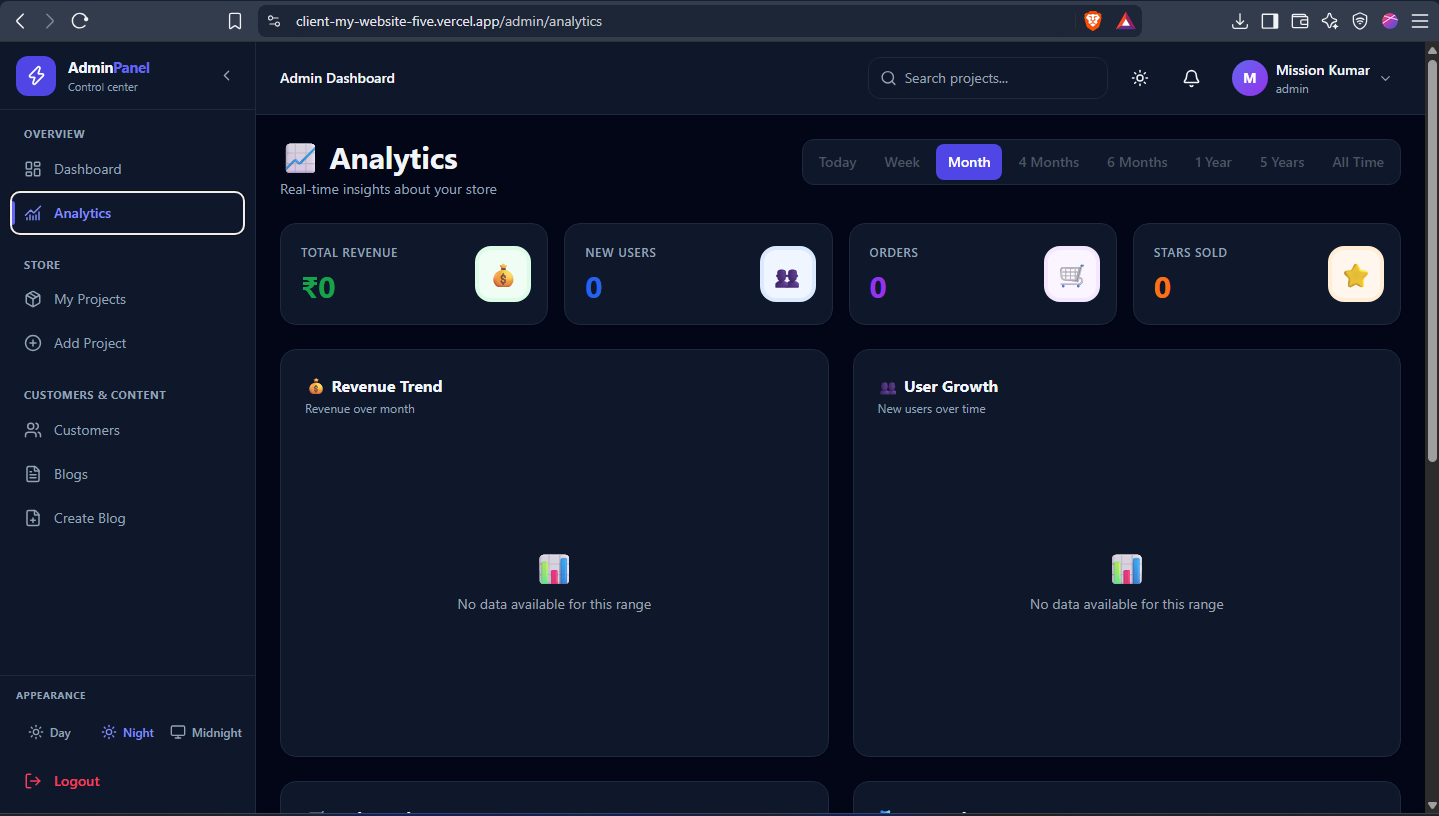 client-my-website-five.vercel.app/admin/analytics
AdminPanel
Control center
Admin Dashboard
Search projects...
M
Mission Kumar
admin
OVERVIEW
Dashboard
Analytics
STORE
My Projects
Add Project
CUSTOMERS & CONTENT
Customers
Blogs
Create Blog
APPEARANCE
Day
Night
Midnight
Logout
Analytics
Real-time insights about your store
Today
Week
Month
4 Months
6 Months
1 Year
5 Years
All Time
TOTAL REVENUE
₹0
NEW USERS
0
ORDERS
0
STARS SOLD
0
Revenue Trend
Revenue over month
No data available for this range
User Growth
New users over time
No data available for this range